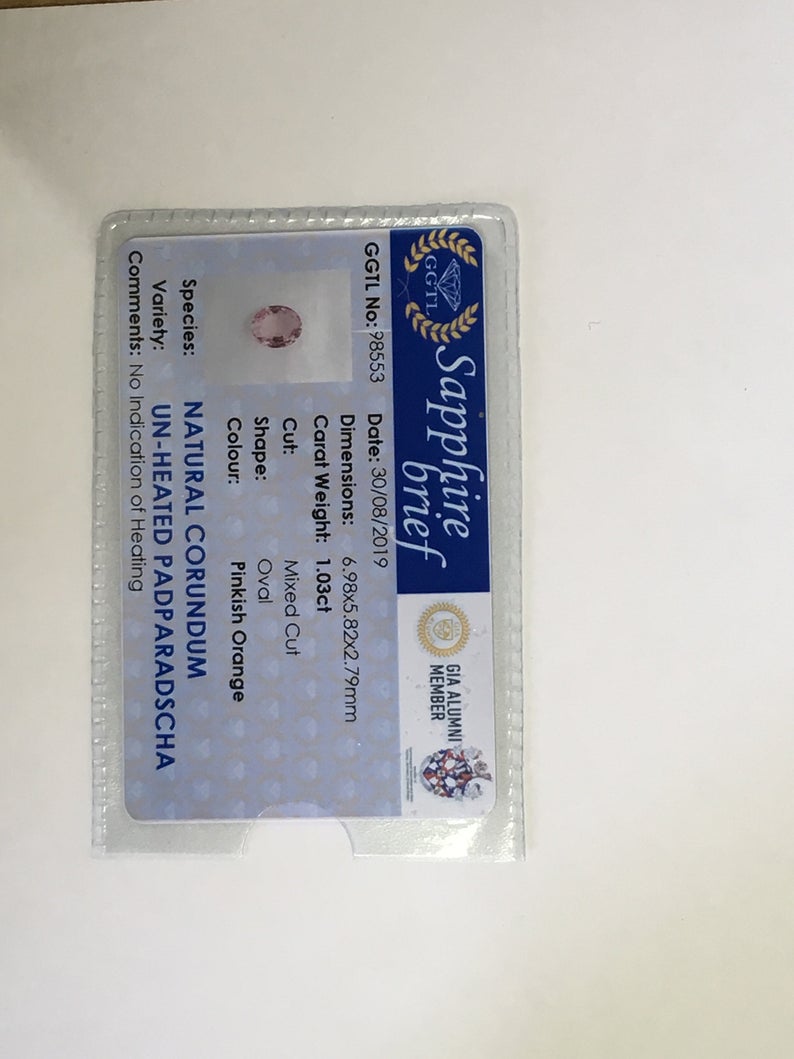 GGTL
Sapphire
brief
GIA ALUMNI
MEMBER
GGTL No: 98553 Date: 30/08/2019
Dimensions: 6.98x5.82x2.79mm
Carat Weight: 1.03ct
Cut: Mixed Cut
Shape: Oval
Colour: Pinkish Orange
Species: NATURAL CORUNDUM
Variety: UN-HEATED PADPARADSCHA
Comments: No Indication of Heating